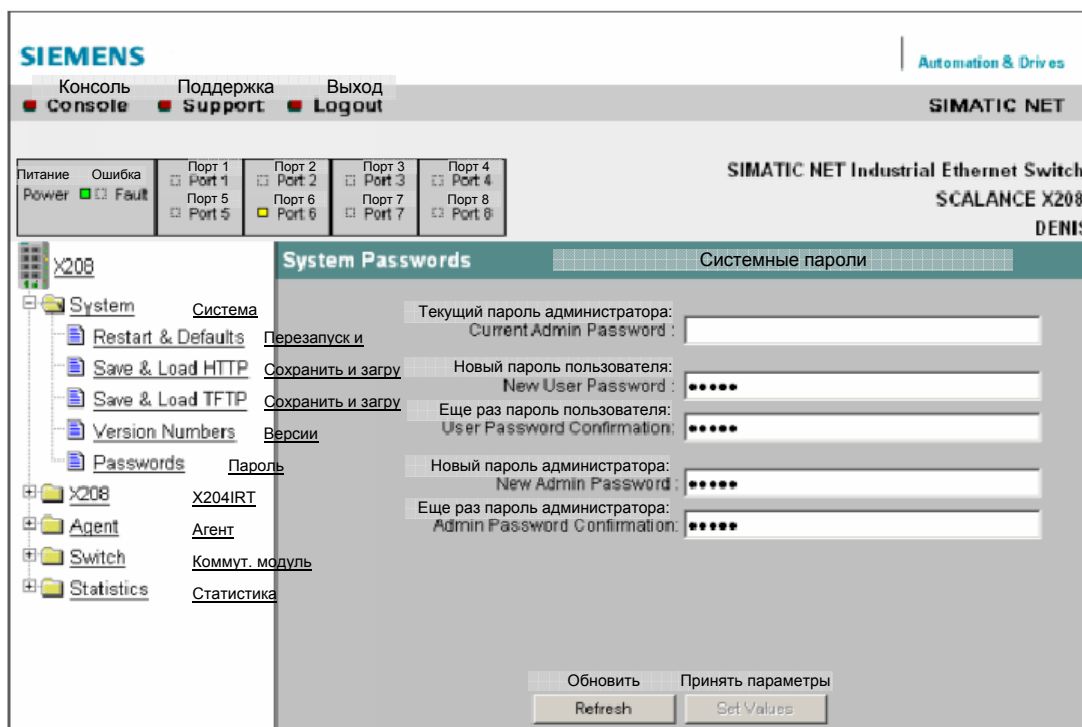 SIEMENS
Automation & Drives
Консоль Поддержка Выход
Console Support Logout
SIMATIC NET
Питание Ошибка
Power Fault
Порт 1 Порт 2 Порт 3 Порт 4
Port 1 Port 2 Port 3 Port 4
Порт 5 Порт 6 Порт 7 Порт 8
Port 5 Port 6 Port 7 Port 8
SIMATIC NET Industrial Ethernet Switch
SCALANCE X208
DENIS
X208
System Passwords Системные пароли
System Система
Restart & Defaults Перезапуск и
Save & Load HTTP Сохранить и загру
Save & Load TFTP Сохранить и загру
Version Numbers Версии
Passwords Пароль
X208 X204IRT
Agent Агент
Switch Коммут. модуль
Statistics Статистика
Текущий пароль администратора:
Current Admin Password :
Новый пароль пользователя:
New User Password : •••••
Еще раз пароль пользователя:
User Password Confirmation: •••••
Новый пароль администратора:
New Admin Password : •••••
Еще раз пароль администратора:
Admin Password Confirmation: •••••
Обновить Принять параметры
Refresh Set Values